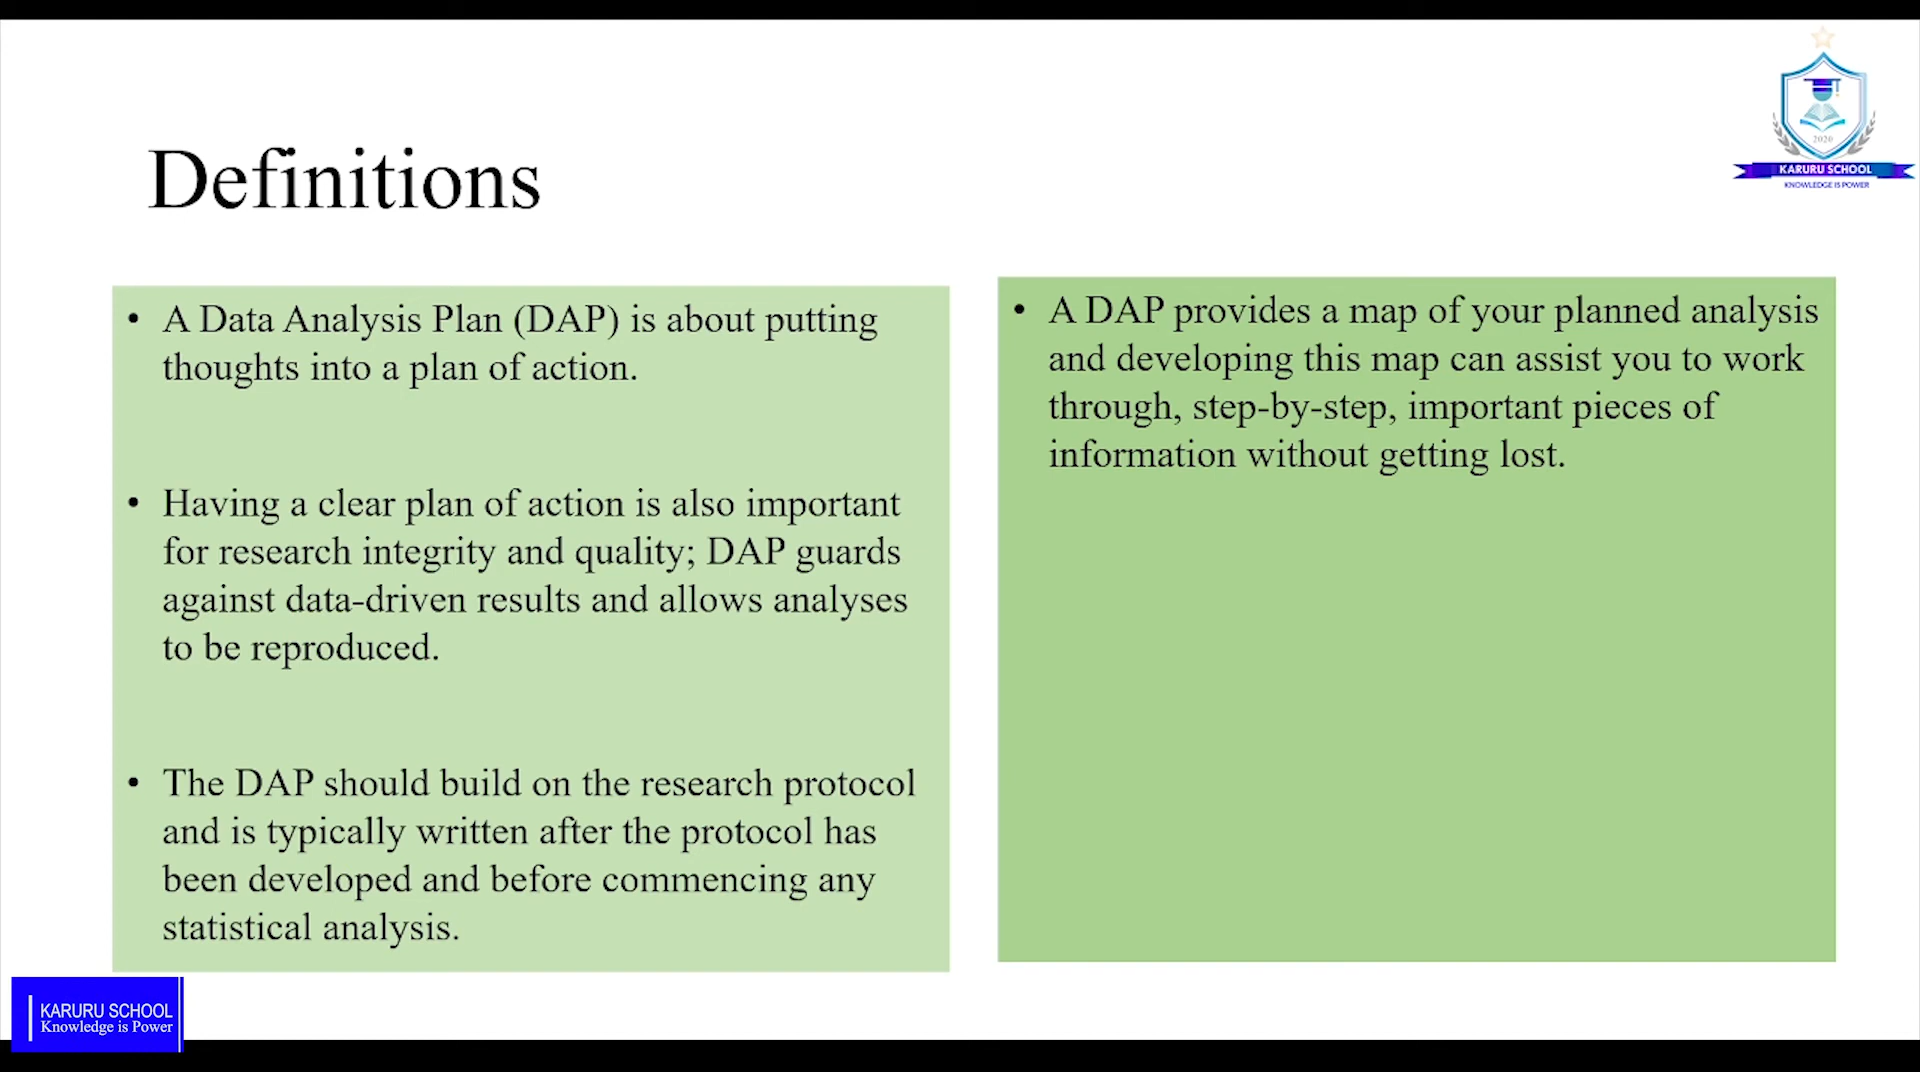 Definitions
• A Data Analysis Plan (DAP) is about putting
thoughts into a plan of action.
• Having a clear plan of action is also important
for research integrity and quality; DAP guards
against data-driven results and allows analyses
to be reproduced.
• The DAP should build on the research protocol
and is typically written after the protocol has
been developed and before commencing any
statistical analysis.
• A DAP provides a map of your planned analysis
and developing this map can assist you to work
through, step-by-step, important pieces of
information without getting lost.
2020
KARURU SCHOOL
KNOWLEDGE IS POWER
KARURU SCHOOL
Knowledge is Power